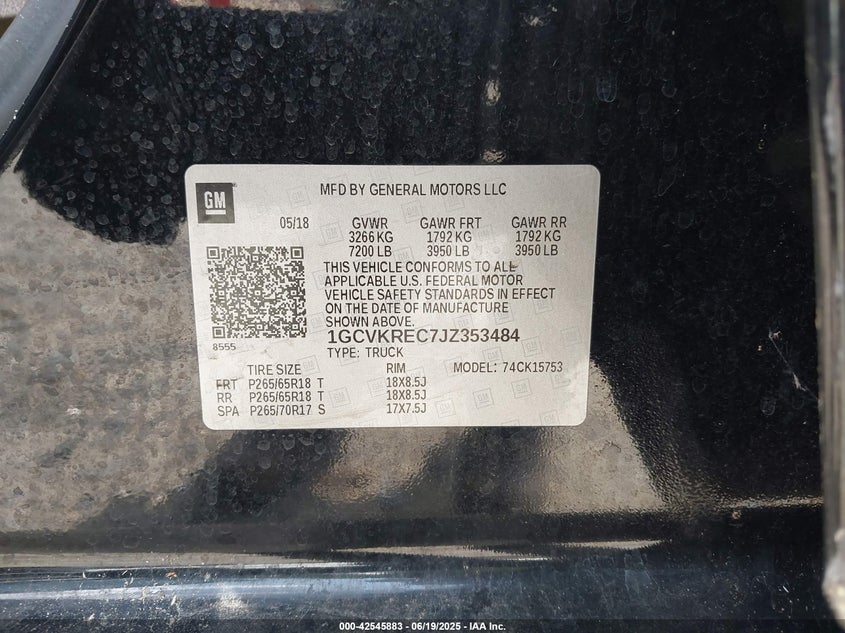 GM
MFD BY GENERAL MOTORS LLC
05/18 GVWR GAWR FRT GAWR RR
3266 KG 1792 KG 1792 KG
7200 LB 3950 LB 3950 LB
THIS VEHICLE CONFORMS TO ALL
APPLICABLE U.S. FEDERAL MOTOR
VEHICLE SAFETY STANDARDS IN EFFECT
ON THE DATE OF MANUFACTURE
SHOWN ABOVE.
8555
1GCVKREC7JZ353484
TYPE: TRUCK
TIRE SIZE RIM MODEL: 74CK15753
FRT P265/65R18 T 18X8.5J
RR P265/65R18 T 18X8.5J
SPA P265/70R17 S 17X7.5J
000-42545883 - 06/19/2025 - IAA Inc.